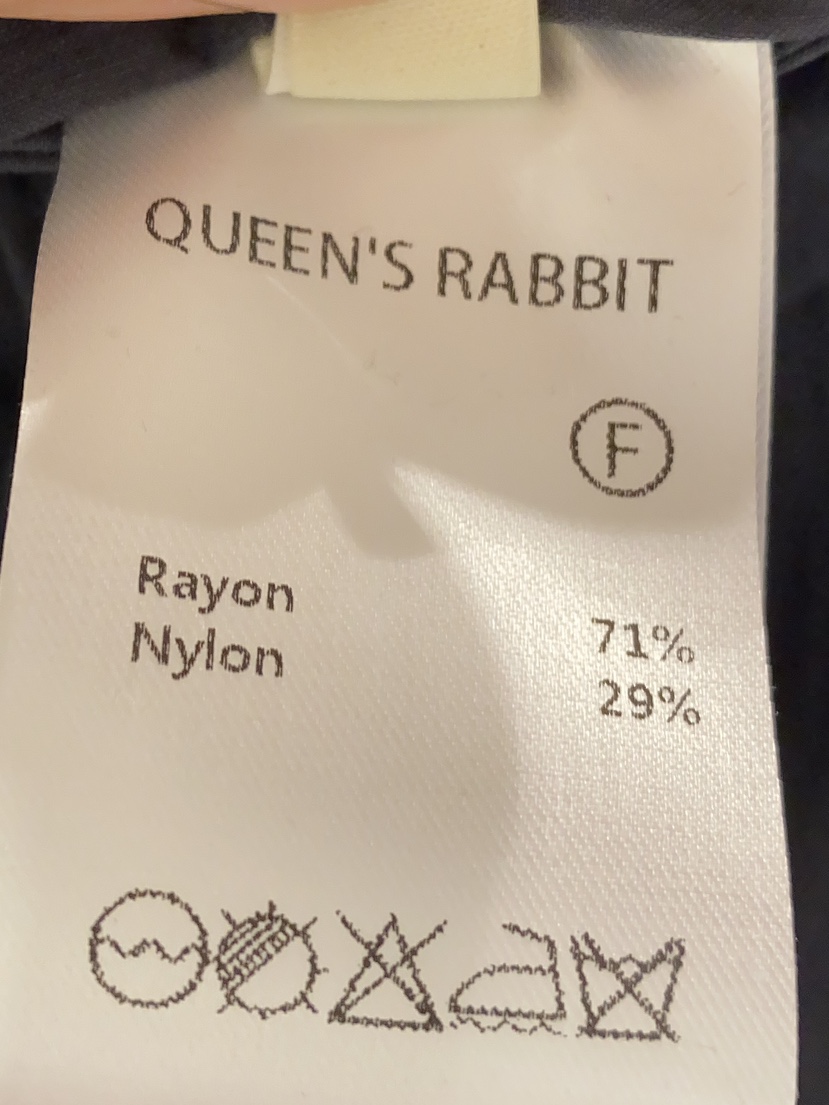 QUEEN'S RABBIT
F
Rayon 71%
Nylon 29%